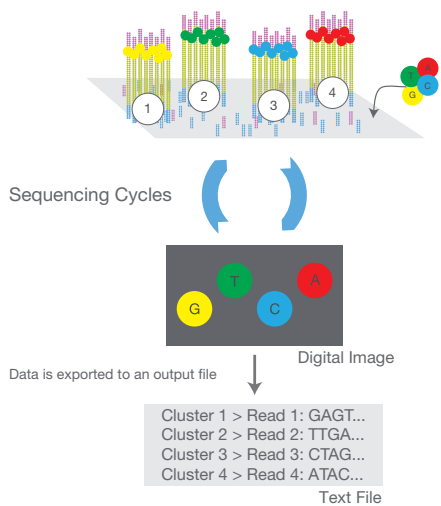 1
2
3
4
T
A
C
G
Sequencing Cycles
T
A
G
C
Digital Image
Data is exported to an output file
Cluster 1 > Read 1: GAGT...
Cluster 2 > Read 2: TTGA...
Cluster 3 > Read 3: CTAG...
Cluster 4 > Read 4: ATAC...
Text File